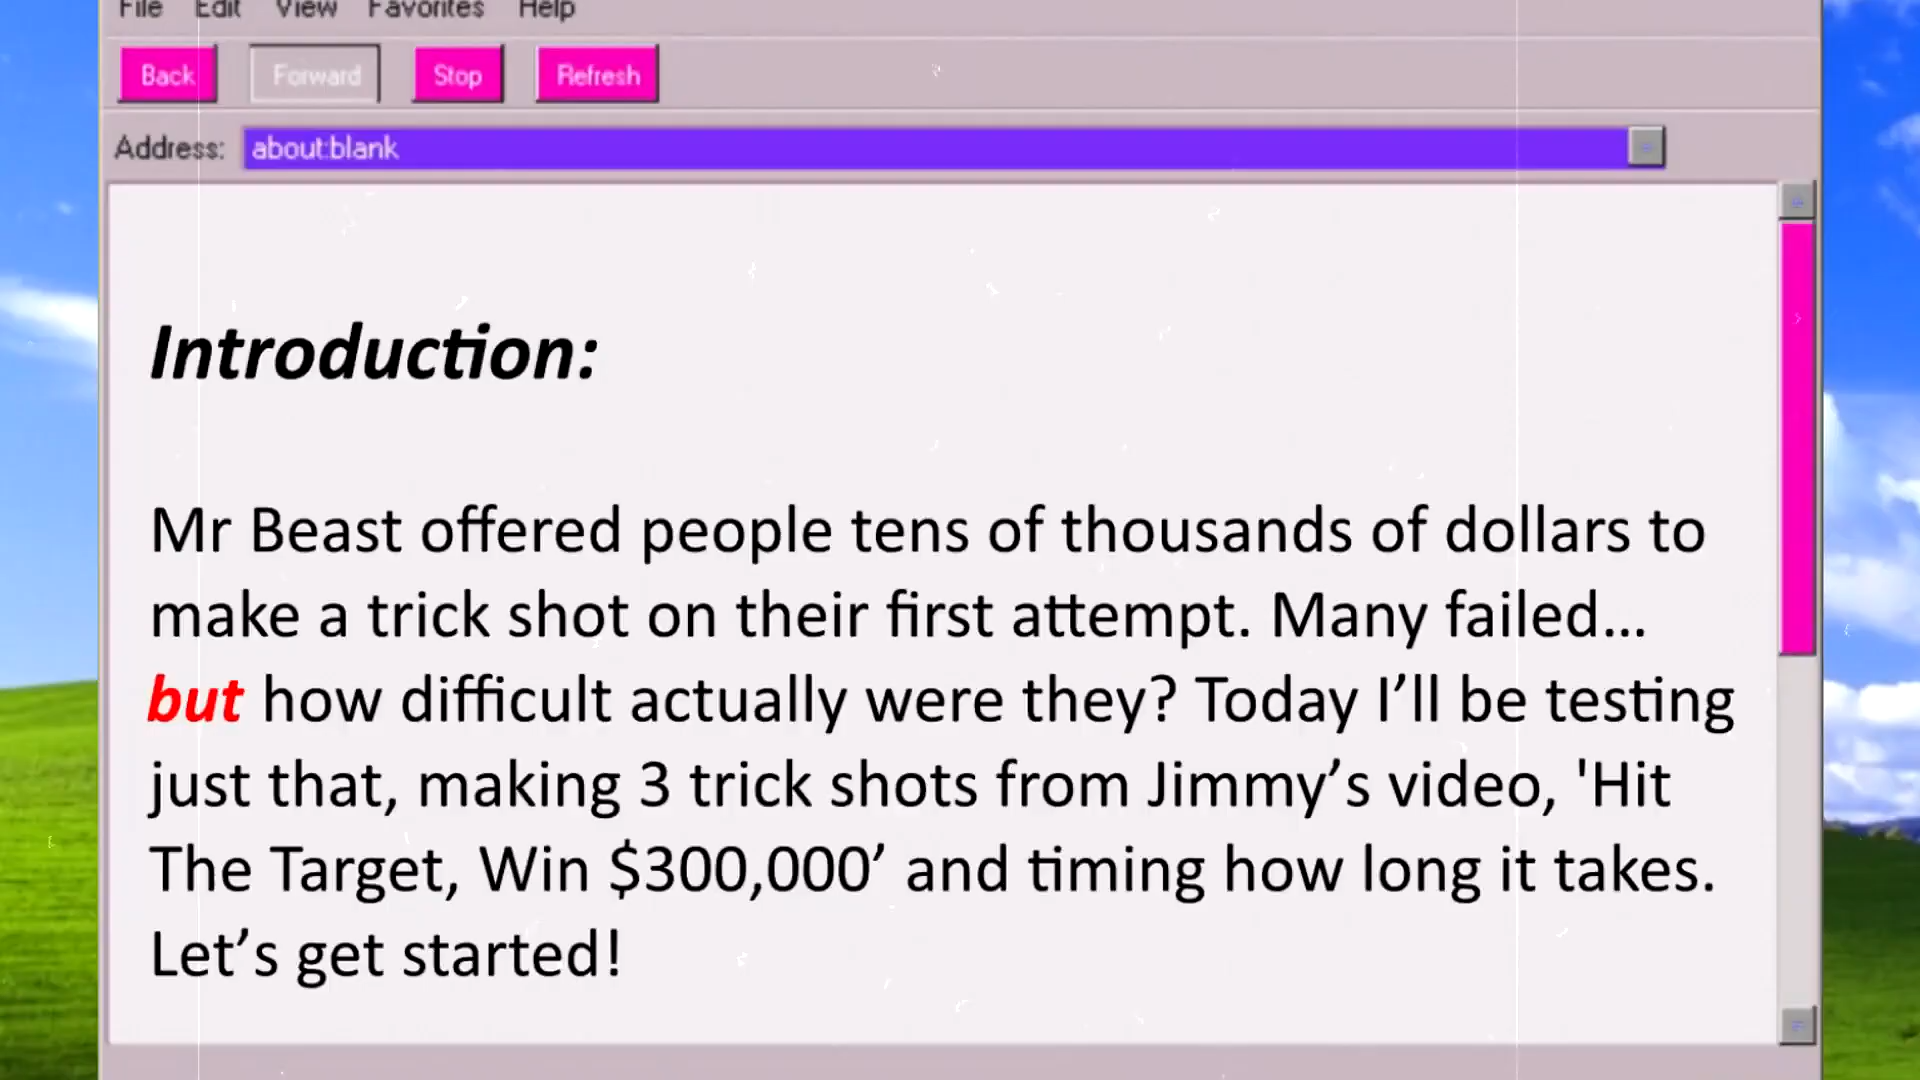 File Edit View Favorites Help
Back Forward Stop Refresh
Address: about:blank
Introduction:
Mr Beast offered people tens of thousands of dollars to
make a trick shot on their first attempt. Many failed...
but how difficult actually were they? Today I’ll be testing
just that, making 3 trick shots from Jimmy’s video, 'Hit
The Target, Win $300,000’ and timing how long it takes.
Let’s get started!